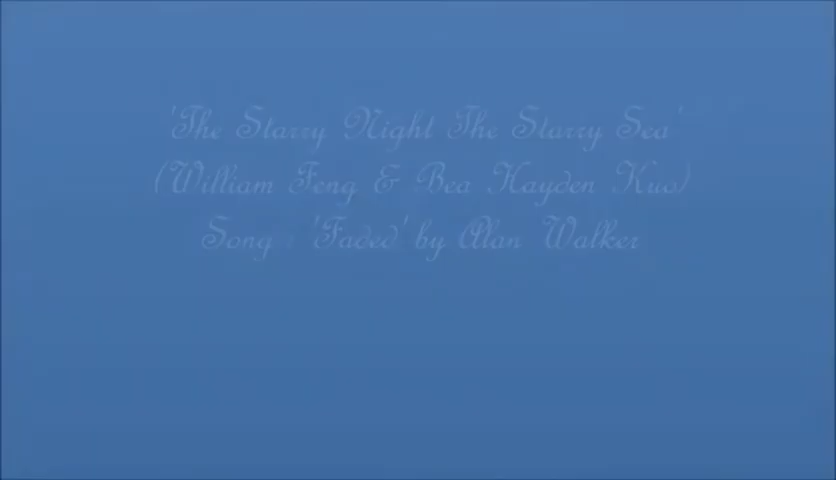 'The Starry Night The Starry Sea'
(William Feng & Bea Hayden Kuo)
Song : 'Faded' by Alan Walker